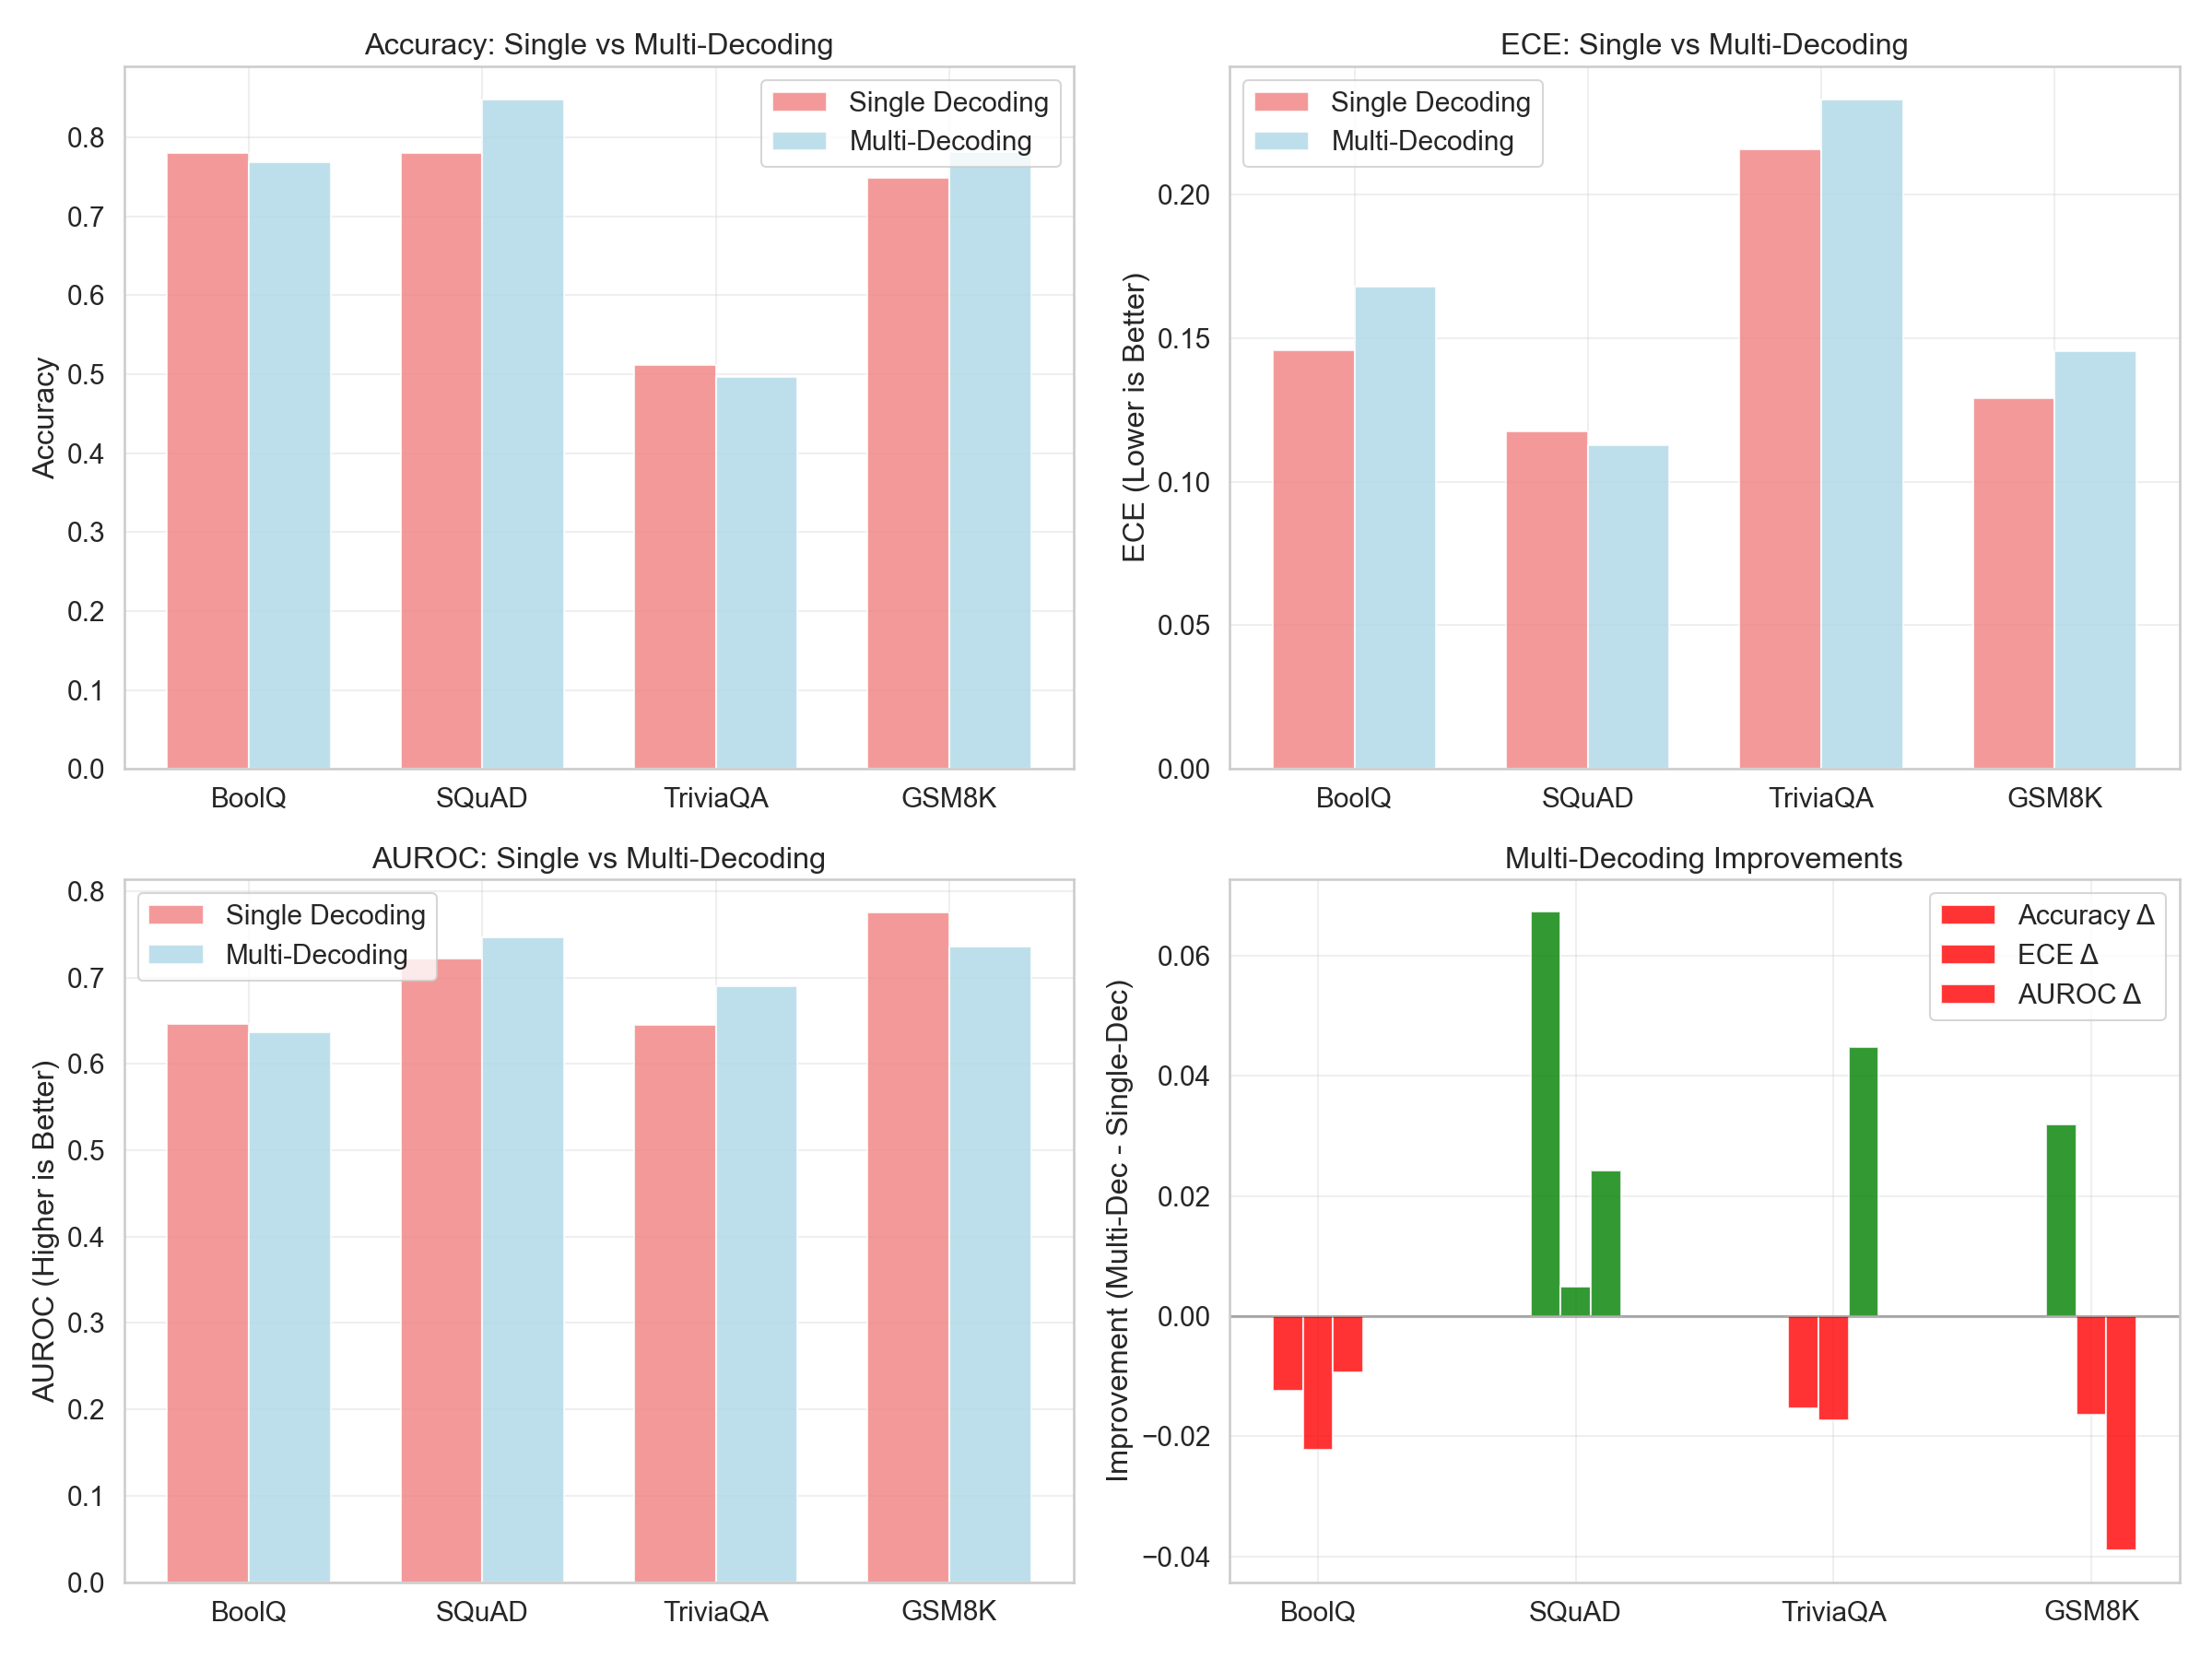 Accuracy: Single vs Multi-Decoding
Accuracy
0.8
0.7
0.6
0.5
0.4
0.3
0.2
0.1
0.0
Single Decoding
Multi-Decoding
BoolQ SQuAD TriviaQA GSM8K
ECE: Single vs Multi-Decoding
ECE (Lower is Better)
0.20
0.15
0.10
0.05
0.00
Single Decoding
Multi-Decoding
BoolQ SQuAD TriviaQA GSM8K
AUROC: Single vs Multi-Decoding
AUROC (Higher is Better)
0.8
0.7
0.6
0.5
0.4
0.3
0.2
0.1
0.0
Single Decoding
Multi-Decoding
BoolQ SQuAD TriviaQA GSM8K
Multi-Decoding Improvements
Improvement (Multi-Dec - Single-Dec)
0.06
0.04
0.02
0.00
−0.02
−0.04
Accuracy Δ
ECE Δ
AUROC Δ
BoolQ SQuAD TriviaQA GSM8K